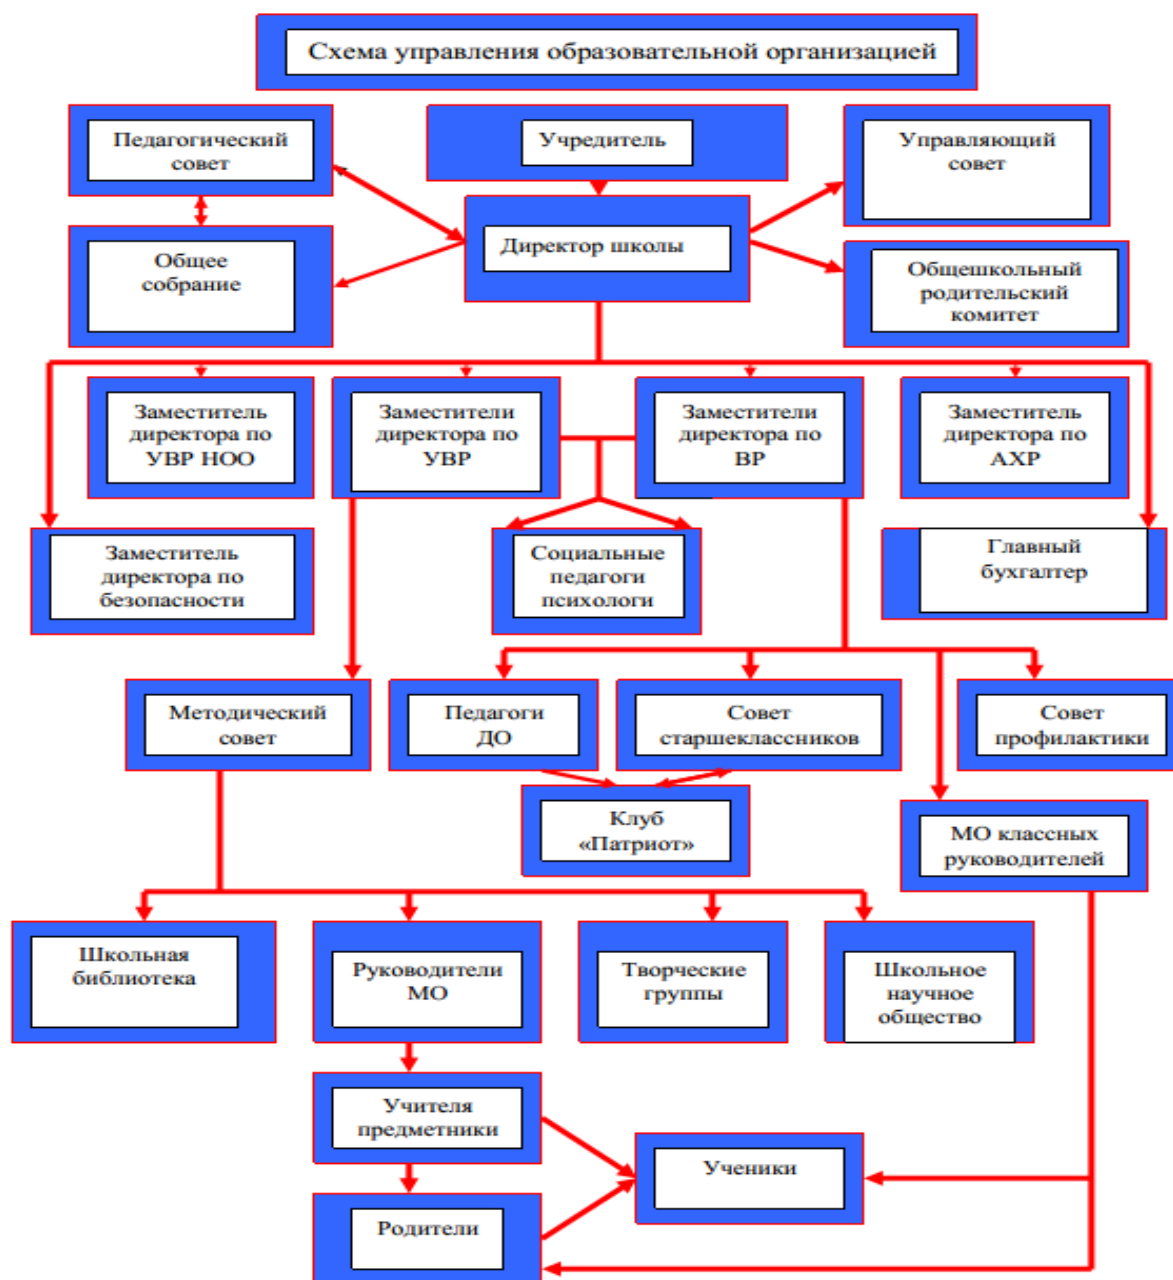 Схема управления образовательной организацией
Педагогический
совет
Учредитель
Управляющий
совет
Общее
собрание
Директор школы
Общешкольный
родительский
комитет
Заместитель
директора по
УВР НОО
Заместители
директора по
УВР
Заместители
директора по
ВР
Заместитель
директора по
АХР
Заместитель
директора по
безопасности
Социальные
педагоги
психологи
Главный
бухгалтер
Методический
совет
Педагоги
ДО
Совет
старшеклассников
Совет
профилактики
Клуб
«Патриот»
МО классных
руководителей
Школьная
библиотека
Руководители
МО
Творческие
группы
Школьное
научное
общество
Учителя
предметники
Ученики
Родители